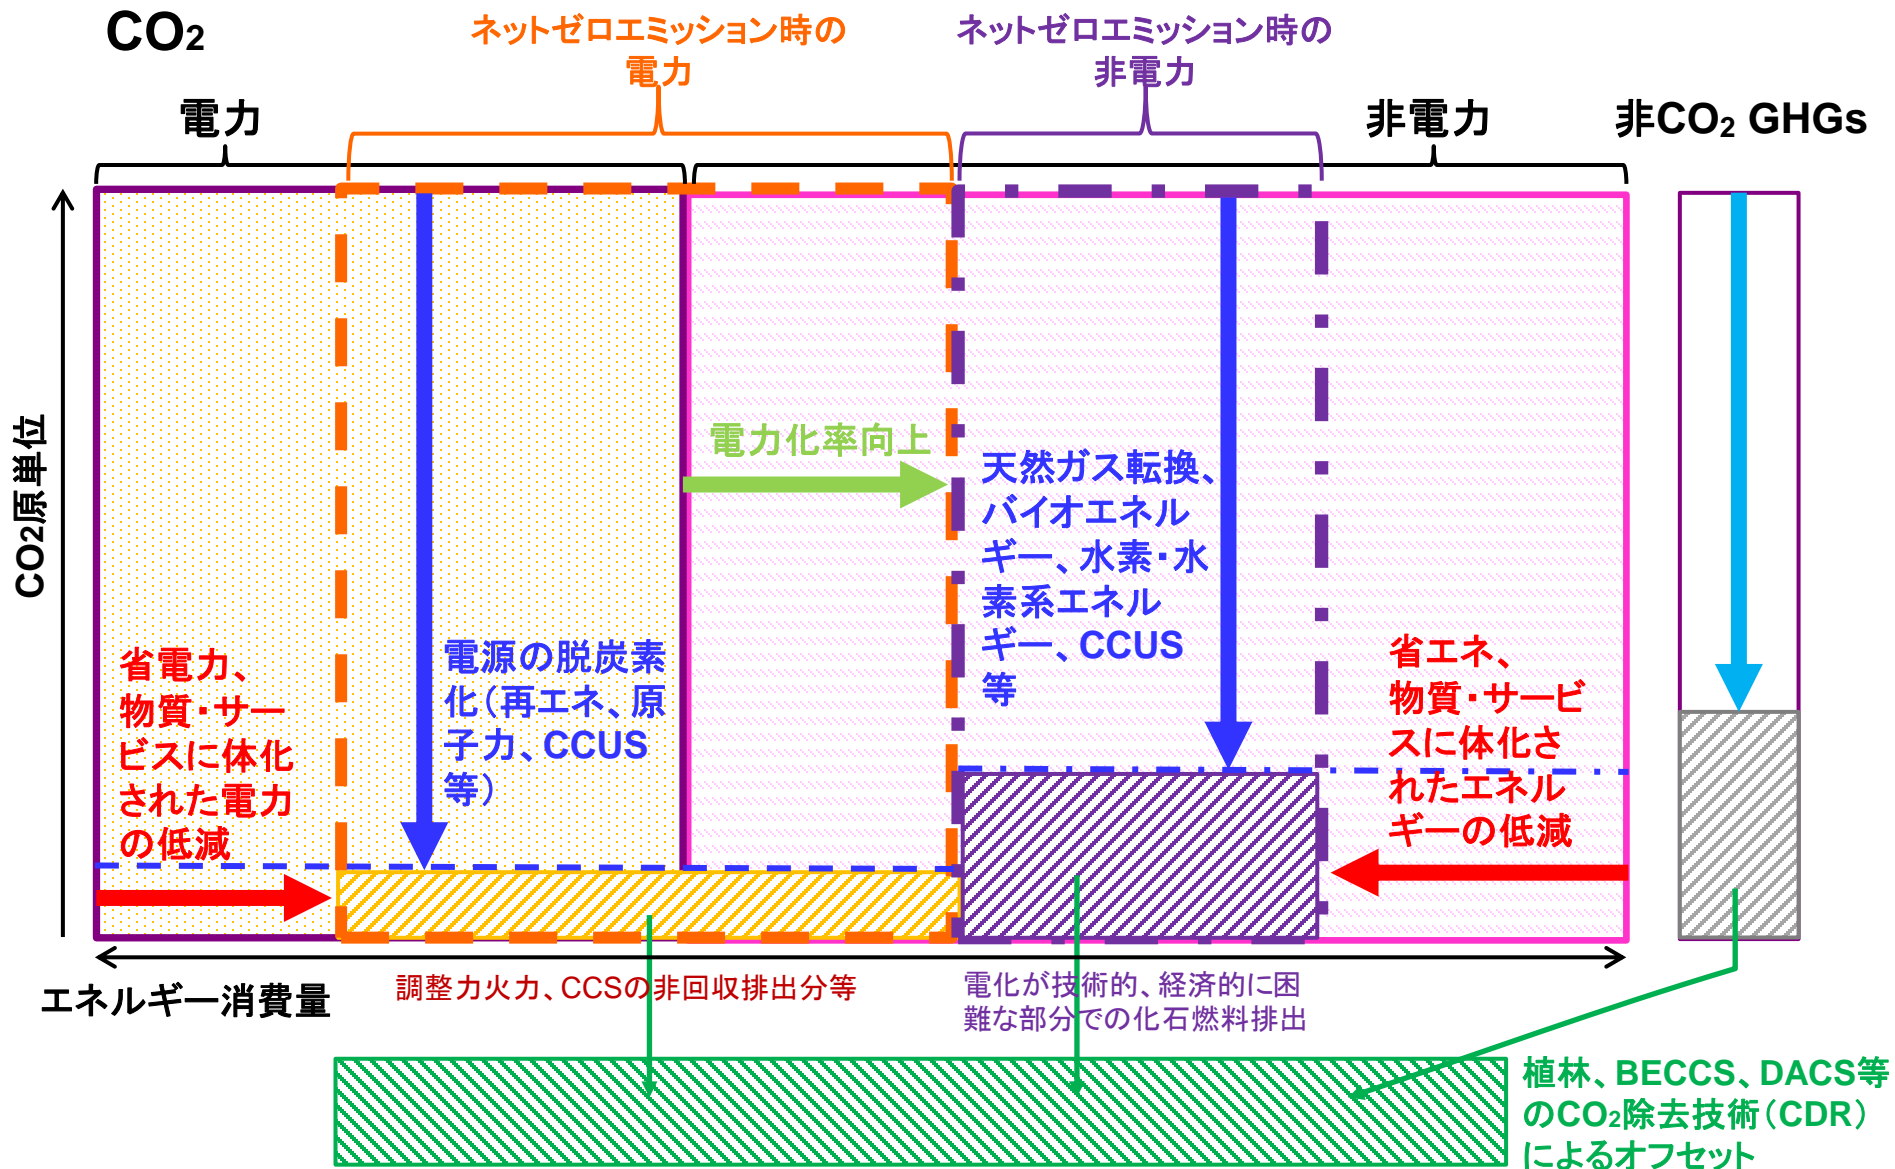 CO2
ネットゼロエミッション時の
電力
ネットゼロエミッション時の
非電力
電力
非電力
非CO2 GHGs
CO2原単位
電力化率向上
天然ガス転換、
バイオエネル
ギー、水素・水
素系エネル
ギー、CCUS
等
省電力、
物質・サー
ビスに体化
された電力
の低減
電源の脱炭素
化（再エネ、原
子力、CCUS
等）
省エネ、
物質・サービ
スに体化さ
れたエネル
ギーの低減
エネルギー消費量
調整力火力、CCSの非回収排出分等
電化が技術的、経済的に困
難な部分での化石燃料排出
植林、BECCS、DACS等
のCO2除去技術（CDR）
によるオフセット